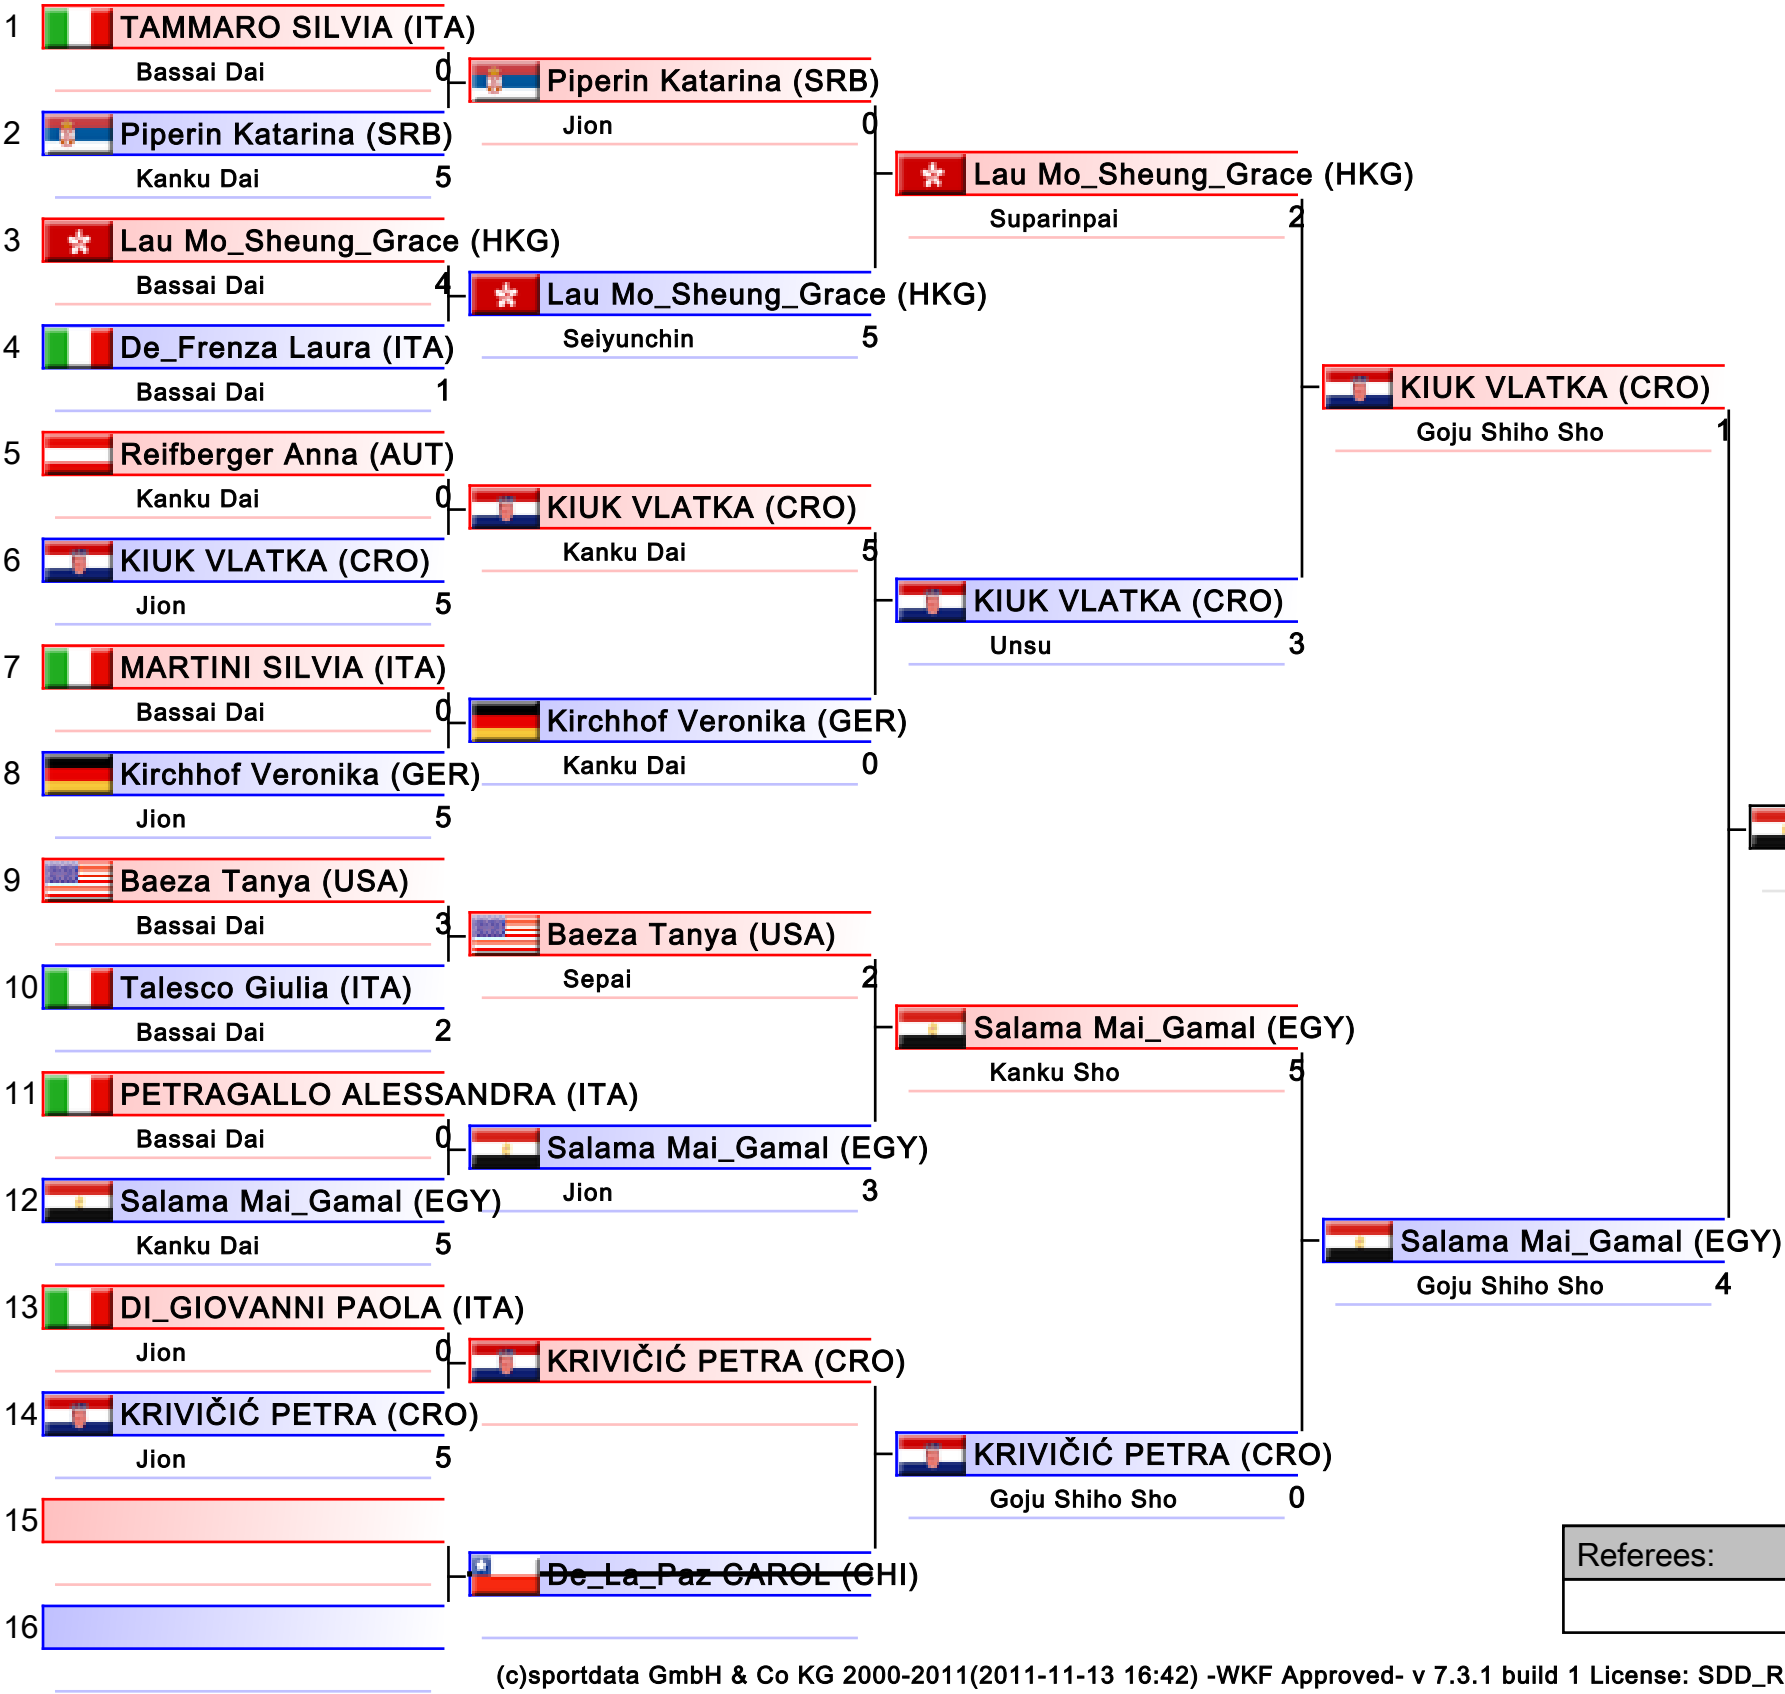 1 TAMMARO SILVIA (ITA)
Bassai Dai 0
2 Piperin Katarina (SRB)
Kanku Dai 5
3 Lau Mo_Sheung_Grace (HKG)
Bassai Dai 4
4 De_Frenza Laura (ITA)
Bassai Dai 1
5 Reifberger Anna (AUT)
Kanku Dai 0
6 KIUK VLATKA (CRO)
Jion 5
7 MARTINI SILVIA (ITA)
Bassai Dai 0
8 Kirchhof Veronika (GER)
Jion 5
9 Baeza Tanya (USA)
Bassai Dai 3
10 Talesco Giulia (ITA)
Bassai Dai 2
11 PETRAGALLO ALESSANDRA (ITA)
Bassai Dai 0
12 Salama Mai_Gamal (EGY)
Kanku Dai 5
13 DI_GIOVANNI PAOLA (ITA)
Jion 0
14 KRIVIČIĆ PETRA (CRO)
Jion 5
15
16
Piperin Katarina (SRB)
Jion 0
Lau Mo_Sheung_Grace (HKG)
Seiyunchin 5
KIUK VLATKA (CRO)
Kanku Dai 5
Kirchhof Veronika (GER)
Kanku Dai 0
Baeza Tanya (USA)
Sepai 2
Salama Mai_Gamal (EGY)
Jion 3
KRIVIČIĆ PETRA (CRO)
De_La_Paz CAROL (CHI)
Lau Mo_Sheung_Grace (HKG)
Suparinpai 2
KIUK VLATKA (CRO)
Unsu 3
Salama Mai_Gamal (EGY)
Kanku Sho 5
KRIVIČIĆ PETRA (CRO)
Goju Shiho Sho 0
KIUK VLATKA (CRO)
Goju Shiho Sho 1
Salama Mai_Gamal (EGY)
Goju Shiho Sho 4
Referees:
(c)sportdata GmbH & Co KG 2000-2011(2011-11-13 16:42) -WKF Approved- v 7.3.1 build 1 License: SDD_R